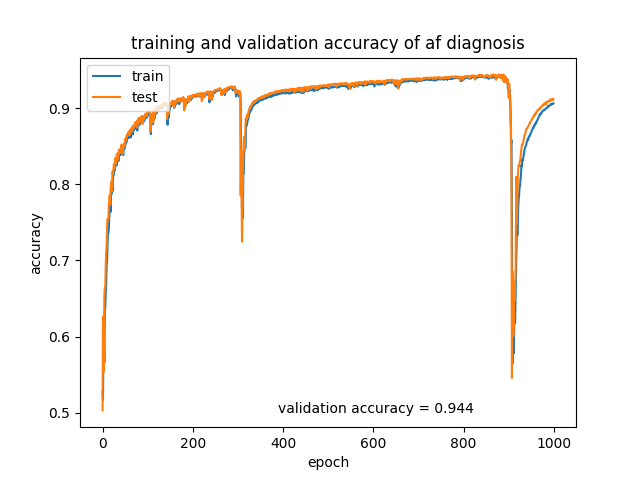 training and validation accuracy of af diagnosis
train
test
0.9
0.8
0.7
0.6
0.5
accuracy
validation accuracy = 0.944
0 200 400 600 800 1000
epoch